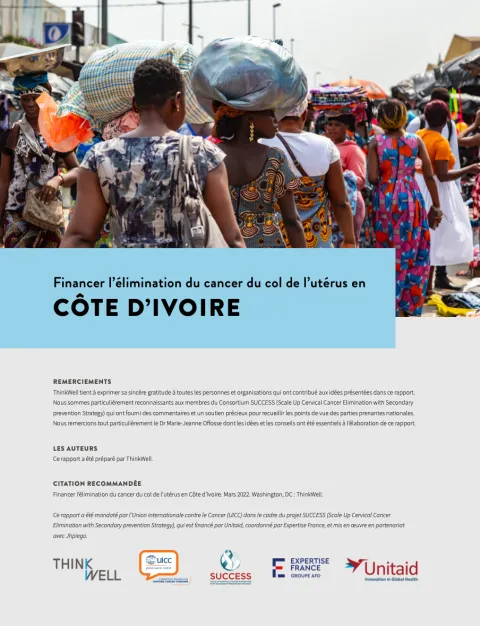 Financer l’élimination du cancer du col de l’utérus en
CÔTE D’IVOIRE
REMERCIEMENTS
ThinkWell tient à exprimer sa sincère gratitude à toutes les personnes et organisations qui ont contribué aux idées présentées dans ce rapport.
Nous sommes particulièrement reconnaissants aux membres du Consortium SUCCESS (Scale Up Cervical Cancer Elimination with Secondary
prevention Strategy) qui ont fourni des commentaires et un soutien précieux pour recueillir les points de vue des parties prenantes nationales.
Nous remercions tout particulièrement le Dr Marie-Jeanne Offosse dont les idées et les conseils ont été essentiels à l’élaboration de ce rapport.
LES AUTEURS
Ce rapport a été préparé par ThinkWell.
CITATION RECOMMANDÉE
Financer l’élimination du cancer du col de l’utérus en Côte d’Ivoire. Mars 2022. Washington, DC : ThinkWell.
Ce rapport a été mandaté par l’Union internationale contre le Cancer (UICC) dans le cadre du projet SUCCESS (Scale Up Cervical Cancer
Elimination with Secondary prevention Strategy), qui est financé par Unitaid, coordonné par Expertise France, et mis en œuvre en partenariat
avec Jhpiego.
THINK
WELL
UICC
SUCCESS
EXPERTISE
FRANCE
GROUPE AFD
Unitaid
Innovation in Global Health